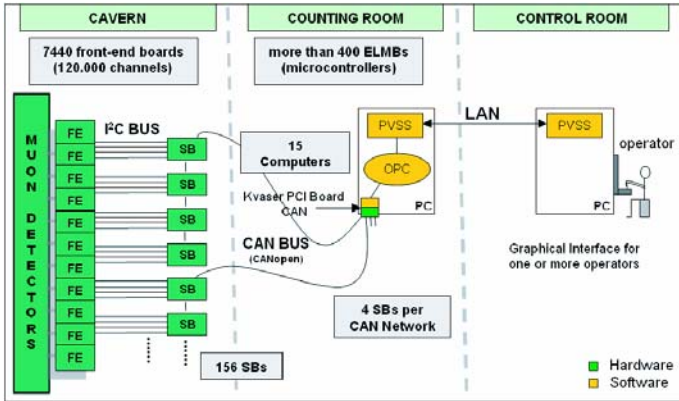 CAVERN
COUNTING ROOM
CONTROL ROOM
7440 front-end boards
(120.000 channels)
more than 400 ELMBs
(microcontrollers)
MUON DETECTORS
FE
FE
FE
FE
FE
FE
FE
FE
FE
FE
FE
FE
I²C BUS
SB
SB
SB
SB
SB
SB
156 SBs
15
Computers
Kvaser PCI Board
CAN
CAN BUS
(CANopen)
4 SBs per
CAN Network
PVSS
OPC
PC
LAN
PVSS
PC
operator
Graphical Interface for
one or more operators
Hardware
Software